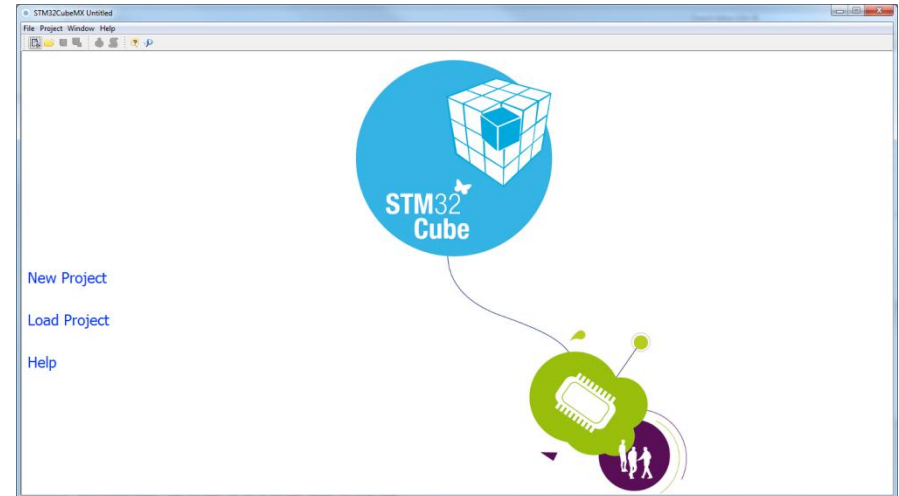 STM32CubeMX Untitled
File Project Window Help
STM32
Cube
New Project
Load Project
Help